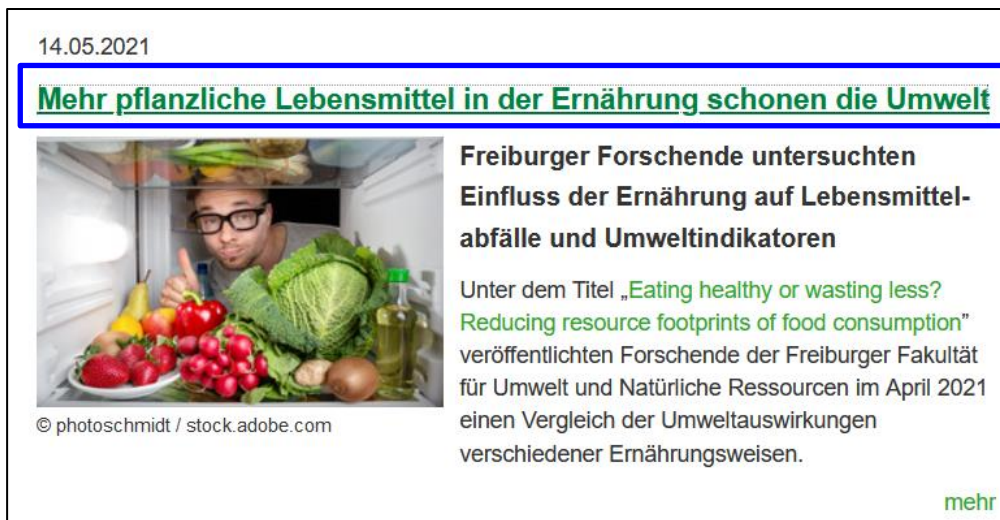 14.05.2021
Mehr pflanzliche Lebensmittel in der Ernährung schonen die Umwelt
Freiburger Forschende untersuchten
Einfluss der Ernährung auf Lebensmittel-
abfälle und Umweltindikatoren
Unter dem Titel „Eating healthy or wasting less?
Reducing resource footprints of food consumption”
veröffentlichten Forschende der Freiburger Fakultät
für Umwelt und Natürliche Ressourcen im April 2021
einen Vergleich der Umweltauswirkungen
verschiedener Ernährungsweisen.
© photoschmidt / stock.adobe.com
mehr